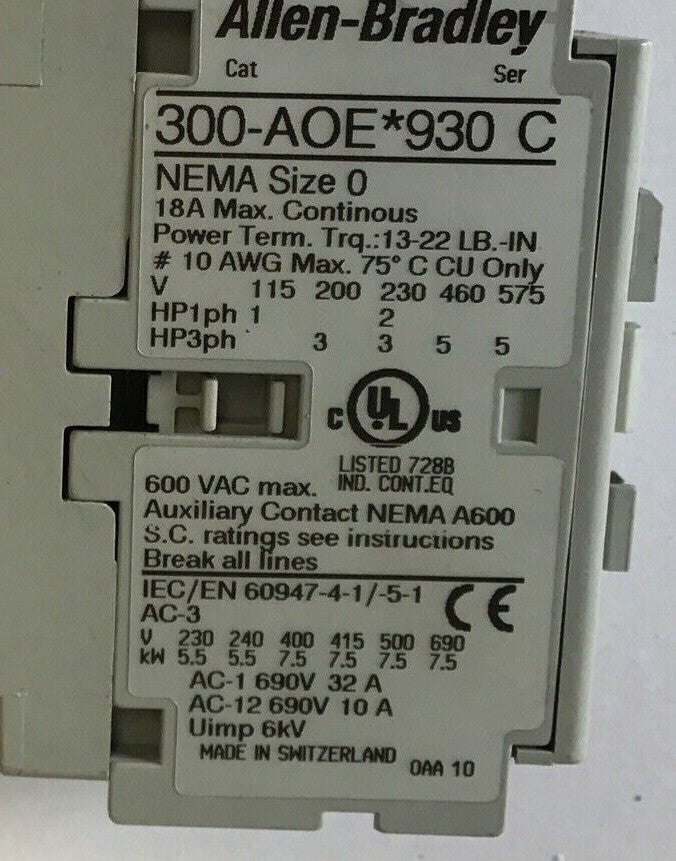 Allen-Bradley
Cat Ser
300-AOE*930 C
NEMA Size 0
18A Max. Continous
Power Term. Trq.:13-22 LB.-IN
# 10 AWG Max. 75° C CU Only
V 115 200 230 460 575
HP1ph 1 2
HP3ph 3 3 5 5
C UL US
LISTED 728B
600 VAC max. IND. CONT.EQ
Auxiliary Contact NEMA A600
S.C. ratings see instructions
Break all lines
IEC/EN 60947-4-1/-5-1 CE
AC-3
V 230 240 400 415 500 690
kW 5.5 5.5 7.5 7.5 7.5 7.5
AC-1 690V 32 A
AC-12 690V 10 A
Uimp 6kV
MADE IN SWITZERLAND 0AA 10